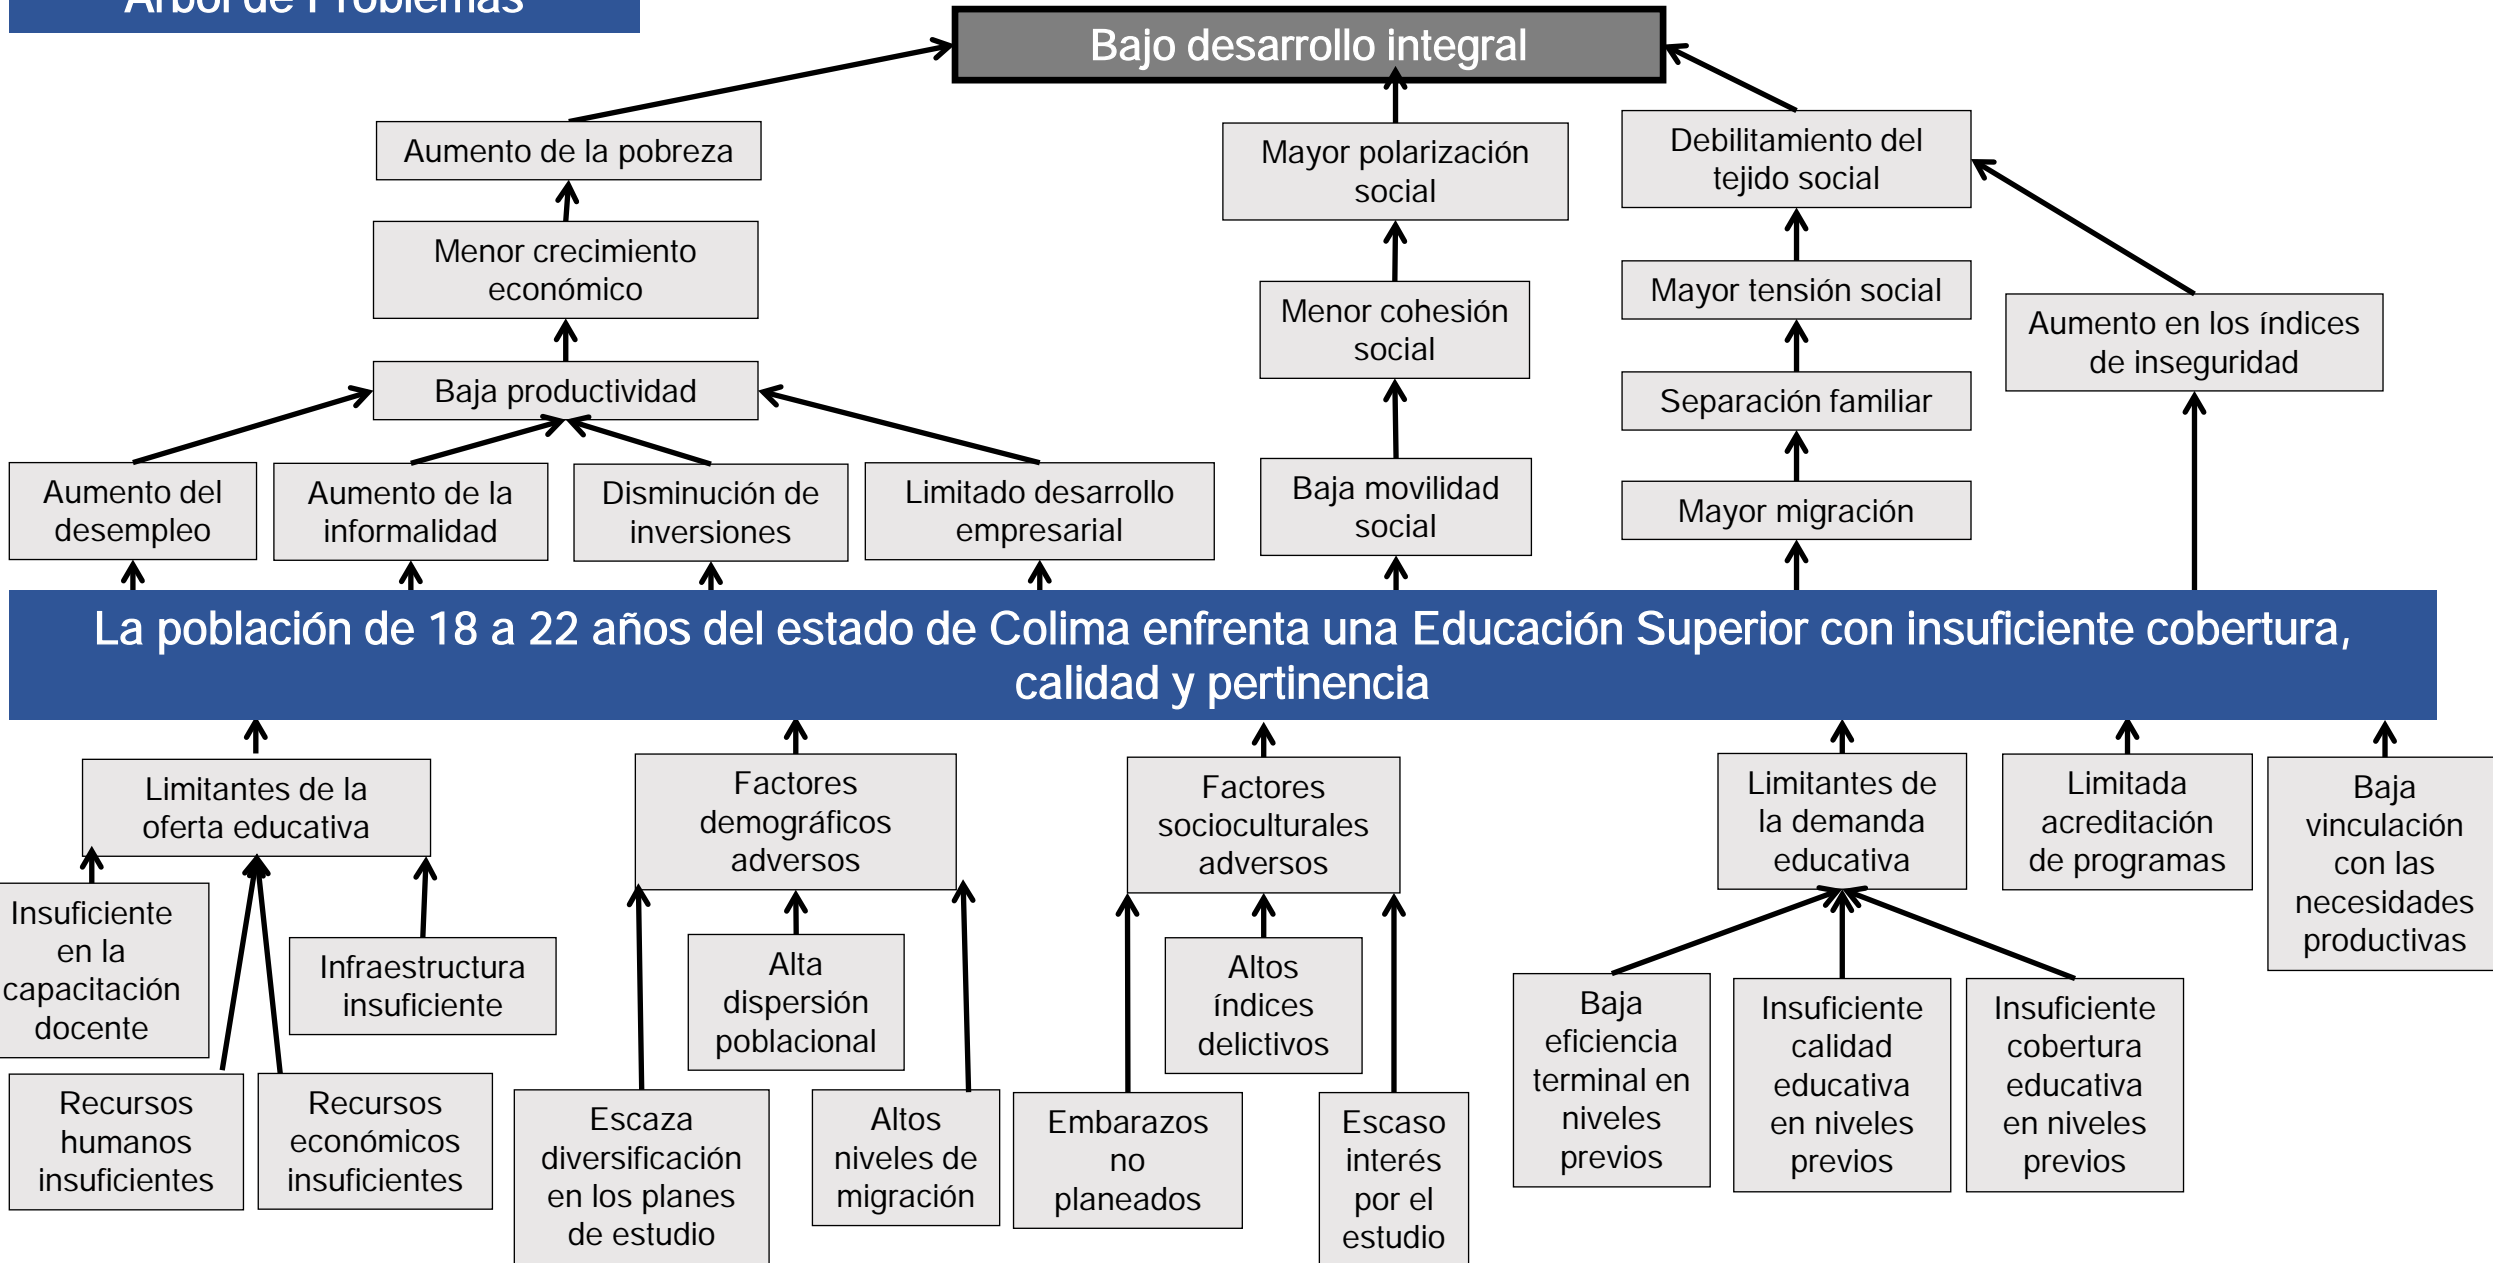 Árbol de Problemas
Bajo desarrollo integral
Aumento de la pobreza
Mayor polarización
social
Debilitamiento del
tejido social
Menor crecimiento
económico
Menor cohesión
social
Mayor tensión social
Aumento en los índices
de inseguridad
Baja productividad
Separación familiar
Aumento del
desempleo
Aumento de la
informalidad
Disminución de
inversiones
Limitado desarrollo
empresarial
Baja movilidad
social
Mayor migración
La población de 18 a 22 años del estado de Colima enfrenta una Educación Superior con insuficiente cobertura,
calidad y pertinencia
Limitantes de la
oferta educativa
Factores
demográficos
adversos
Factores
socioculturales
adversos
Limitantes de
la demanda
educativa
Limitada
acreditación
de programas
Baja
vinculación
con las
necesidades
productivas
Insuficiente
en la
capacitación
docente
Infraestructura
insuficiente
Alta
dispersión
poblacional
Altos
índices
delictivos
Baja
eficiencia
terminal en
niveles
previos
Insuficiente
calidad
educativa
en niveles
previos
Insuficiente
cobertura
educativa
en niveles
previos
Recursos
humanos
insuficientes
Recursos
económicos
insuficientes
Escaza
diversificación
en los planes
de estudio
Altos
niveles de
migración
Embarazos
no
planeados
Escaso
interés
por el
estudio